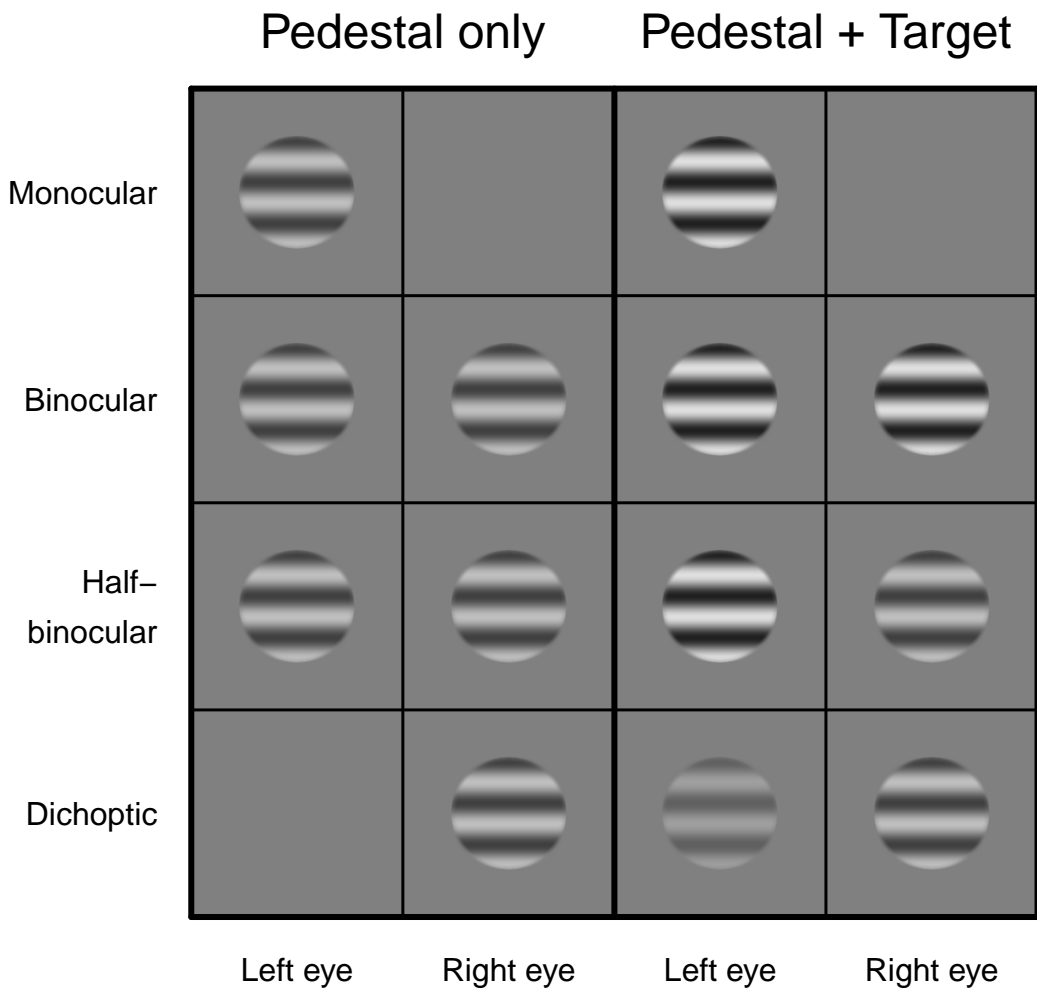 Pedestal only
Pedestal + Target
Monocular
Binocular
Half−
binocular
Dichoptic
Left eye
Right eye
Left eye
Right eye